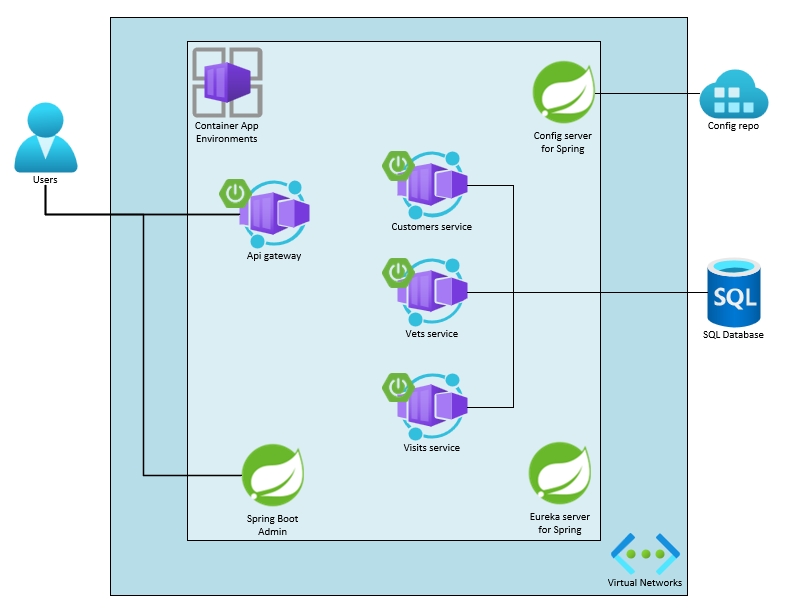 Container App
Environments
Config server
for Spring
Config repo
Users
Customers service
Api gateway
Vets service
SQL
SQL Database
Visits service
Spring Boot
Admin
Eureka server
for Spring
Virtual Networks